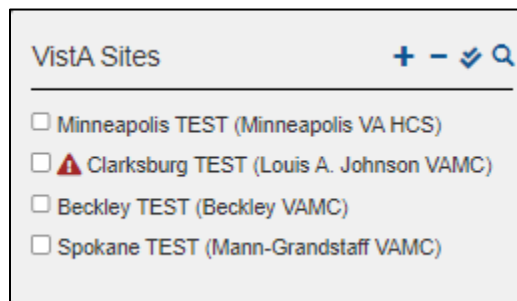 VistA Sites
Minneapolis TEST (Minneapolis VA HCS)
Clarksburg TEST (Louis A. Johnson VAMC)
Beckley TEST (Beckley VAMC)
Spokane TEST (Mann-Grandstaff VAMC)